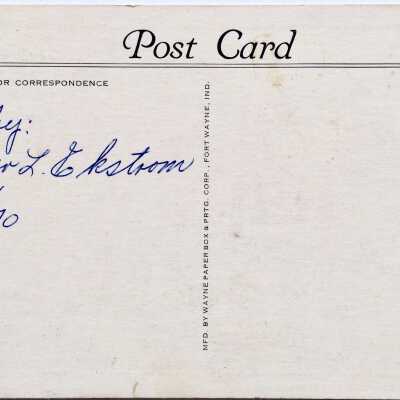 Post Card
OR CORRESPONDENCE
y:
L. Ekstrom
MFD. BY WAYNE PAPER BOX & PRTG. CORP., FORT WAYNE, IND.